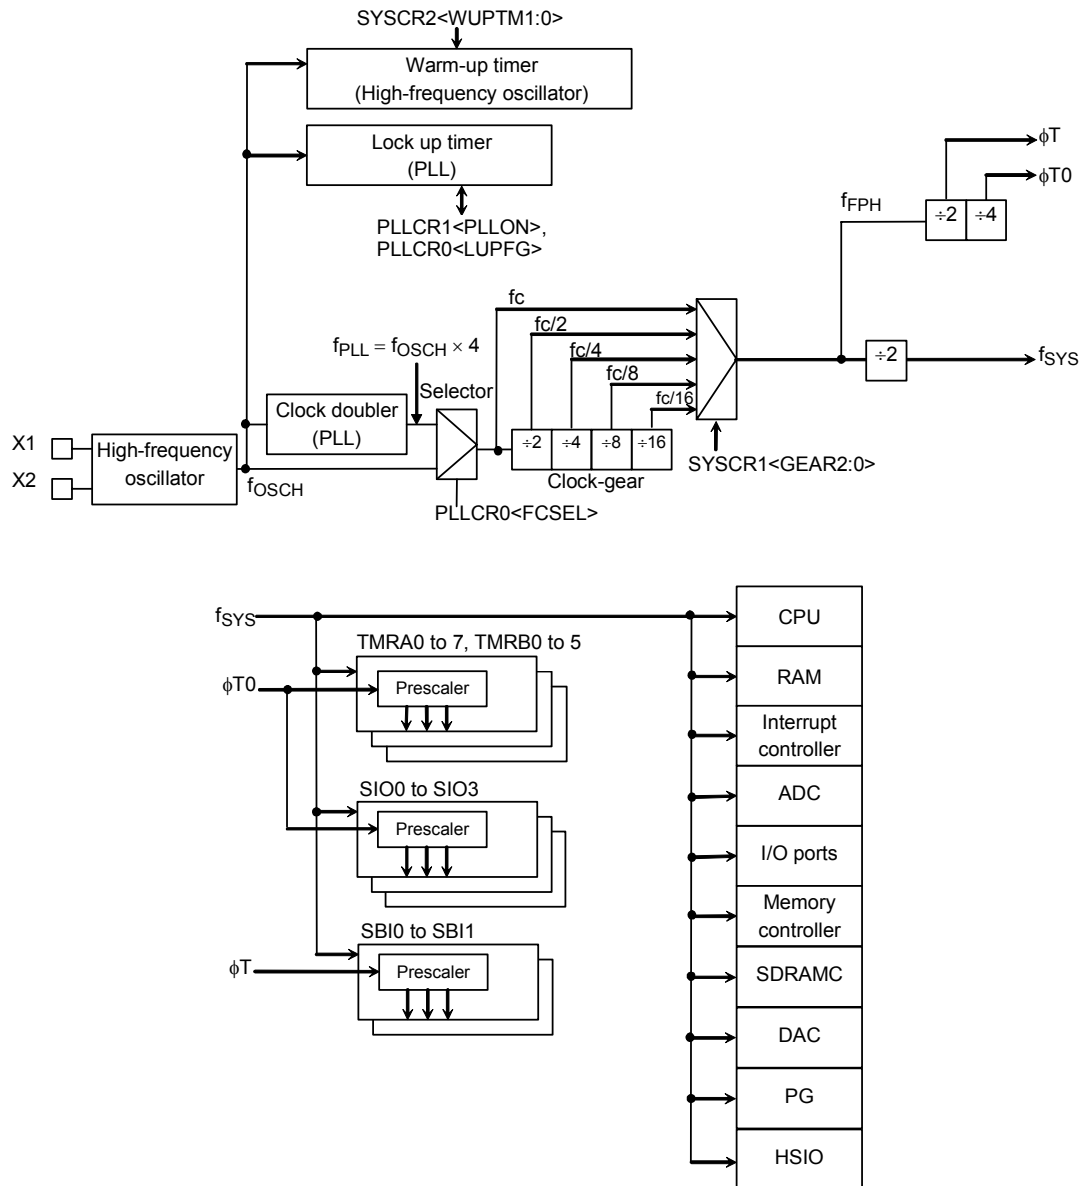 SYSCR2<WUPTM1:0>
Warm-up timer
(High-frequency oscillator)
Lock up timer
(PLL)
PLLCR1<PLLON>,
PLLCR0<LUPFG>
ϕT
ϕT0
fFPH
÷2
÷4
fc
fc/2
fc/4
fc/8
fc/16
fPLL = fOSCH × 4
Selector
Clock doubler
(PLL)
÷2
fSYS
X1
X2
High-frequency
oscillator
fOSCH
÷2
÷4
÷8
÷16
Clock-gear
SYSCR1<GEAR2:0>
PLLCR0<FCSEL>
fSYS
TMRA0 to 7, TMRB0 to 5
ϕT0
Prescaler
SIO0 to SIO3
Prescaler
SBI0 to SBI1
ϕT
Prescaler
CPU
RAM
Interrupt
controller
ADC
I/O ports
Memory
controller
SDRAMC
DAC
PG
HSIO